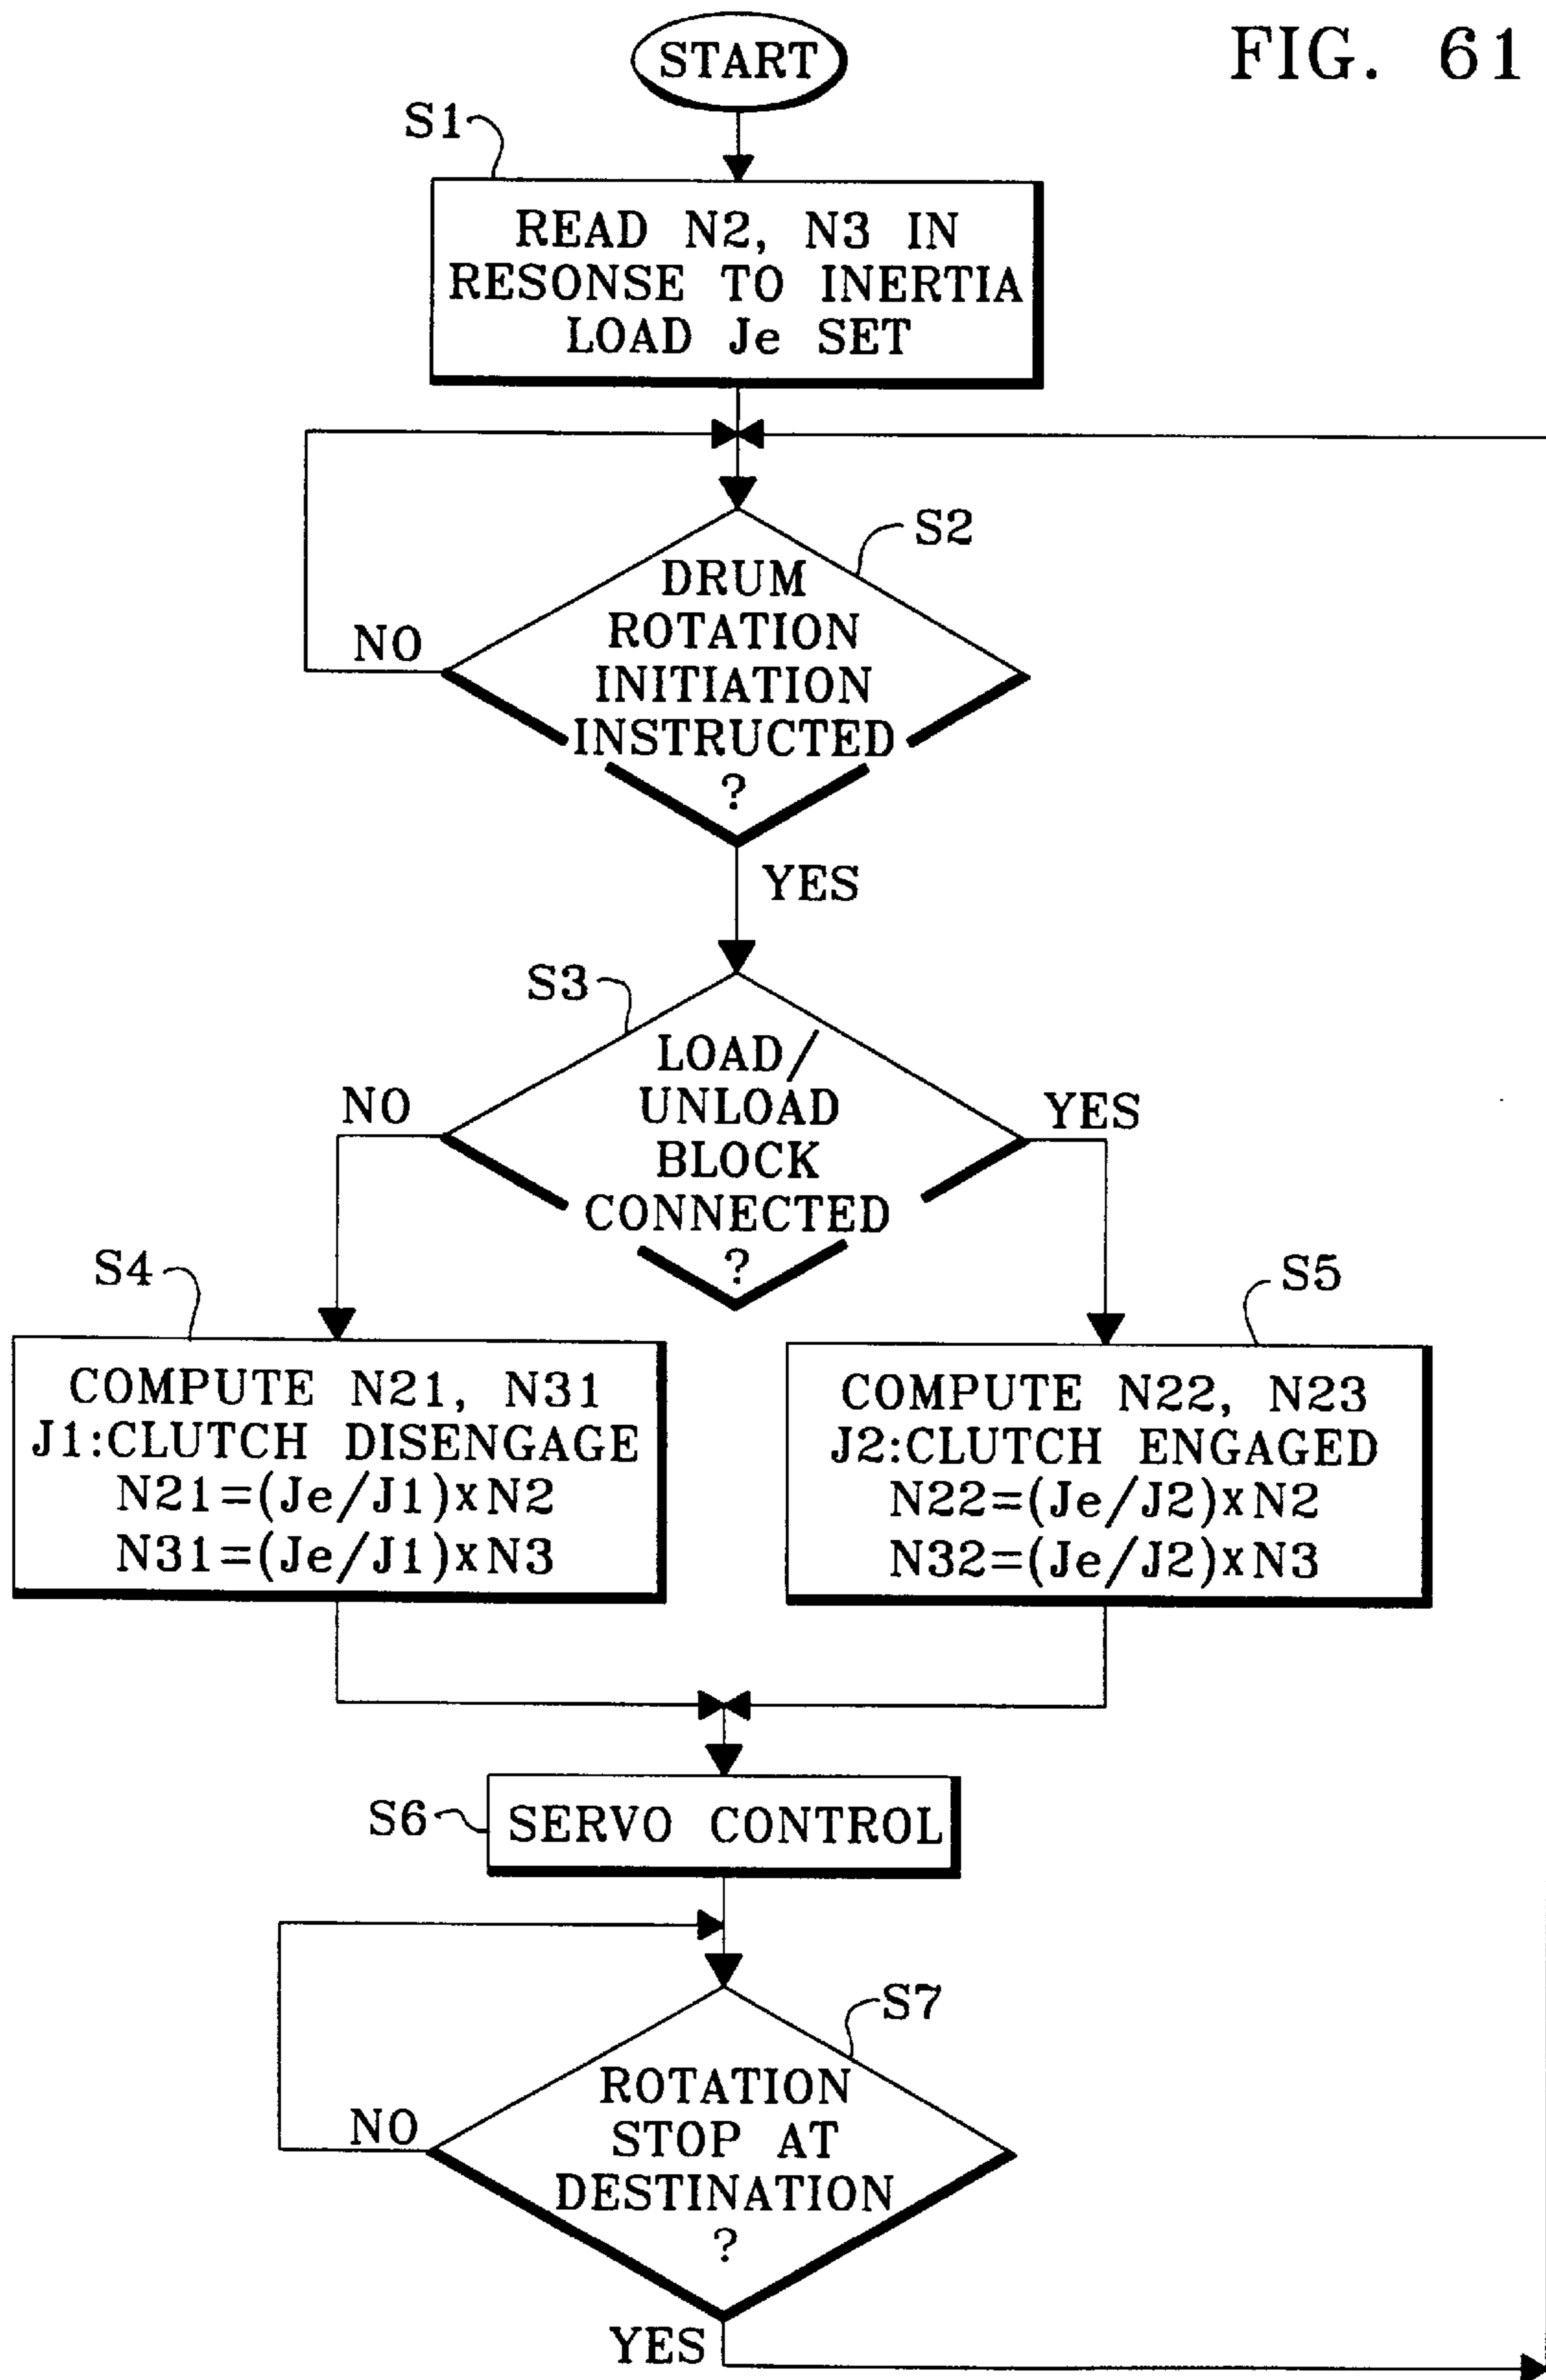 FIG. 61
START
S1
READ N2, N3 IN
RESONSE TO INERTIA
LOAD Je SET
S2
DRUM
ROTATION
INITIATION
INSTRUCTED
?
NO
YES
S3
LOAD/
UNLOAD
BLOCK
CONNECTED
?
NO
YES
S4
COMPUTE N21, N31
J1:CLUTCH DISENGAGE
N21=(Je/J1)xN2
N31=(Je/J1)xN3
S5
COMPUTE N22, N23
J2:CLUTCH ENGAGED
N22=(Je/J2)xN2
N32=(Je/J2)xN3
S6
SERVO CONTROL
S7
ROTATION
STOP AT
DESTINATION
?
NO
YES